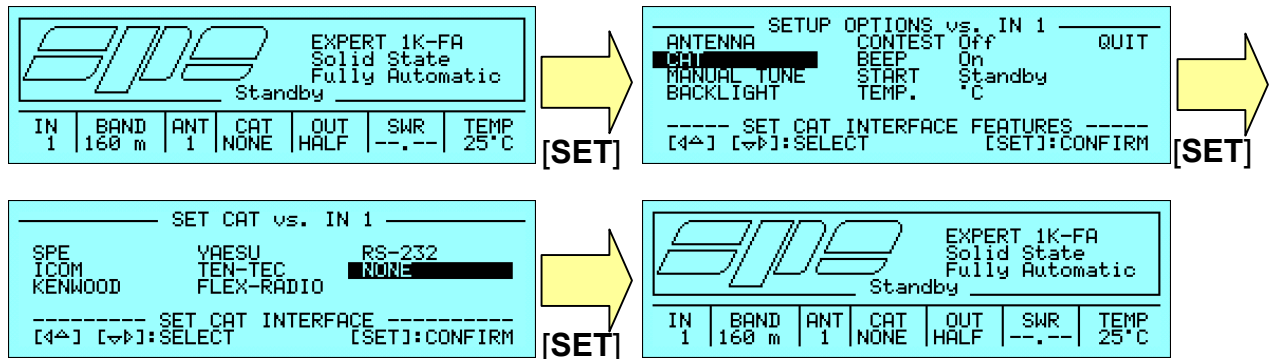 EXPERT 1K-FA
Solid State
Fully Automatic
Standby
IN BAND ANT CAT OUT SWR TEMP
1 160 m 1 NONE HALF --.-- 25°C
[SET]
SETUP OPTIONS vs. IN 1
ANTENNA CONTEST Off QUIT
CAT BEEP On
MANUAL TUNE START Standby
BACKLIGHT TEMP. °C
----- SET CAT INTERFACE FEATURES -----
[◁△] [▽▷]:SELECT [SET]:CONFIRM
[SET]
SET CAT vs. IN 1
SPE YAESU RS-232
ICOM TEN-TEC NONE
KENWOOD FLEX-RADIO
--------- SET CAT INTERFACE ----------
[◁△] [▽▷]:SELECT [SET]:CONFIRM
[SET]
EXPERT 1K-FA
Solid State
Fully Automatic
Standby
IN BAND ANT CAT OUT SWR TEMP
1 160 m 1 NONE HALF --.-- 25°C